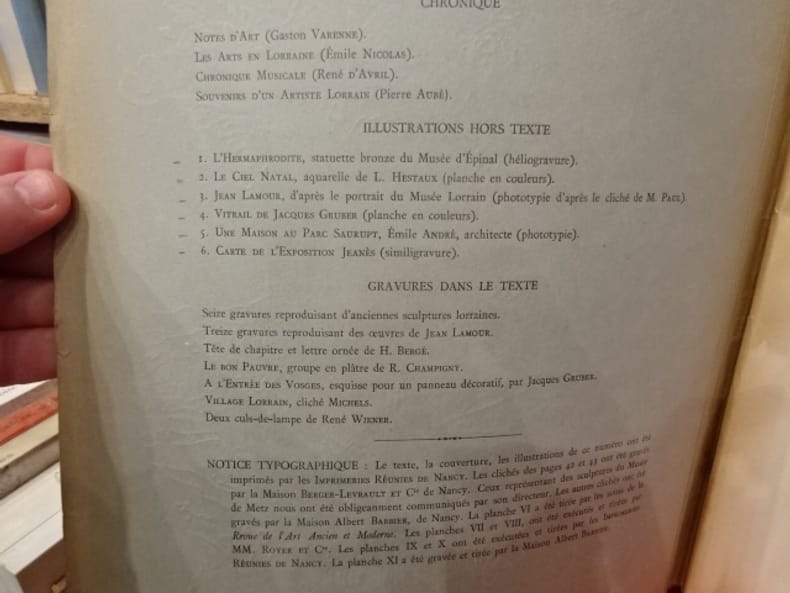 CHRONIQUE
NOTES D'ART (Gaston VARENNE).
LES ARTS EN LORRAINE (Émile NICOLAS).
CHRONIQUE MUSICALE (René D'AVRIL).
SOUVENIRS D'UN ARTISTE LORRAIN (Pierre AUBÉ).
ILLUSTRATIONS HORS TEXTE
1. L'HERMAPHRODITE, statuette bronze du Musée d'Épinal (héliogravure).
2. LE CIEL NATAL, aquarelle de L. HESTAUX (planche en couleurs).
3. JEAN LAMOUR, d'après le portrait du Musée Lorrain (phototypie d'après le cliché de M. PAUL).
4. VITRAIL DE JACQUES GRUBER (planche en couleurs).
5. UNE MAISON AU PARC SAURUPT, Émile ANDRÉ, architecte (phototypie).
6. CARTE DE L'EXPOSITION JEANÈS (similigravure).
GRAVURES DANS LE TEXTE
Seize gravures reproduisant d'anciennes sculptures lorraines.
Treize gravures reproduisant des œuvres de JEAN LAMOUR.
Tête de chapitre et lettre ornée de H. BERGÉ.
LE BON PAUVRE, groupe en plâtre de R. CHAMPIGNY.
A L'ENTRÉE DES VOSGES, esquisse pour un panneau décoratif, par Jacques GRUBER.
VILLAGE LORRAIN, cliché MICHELS.
Deux culs-de-lampe de René WIENER.
NOTICE TYPOGRAPHIQUE : Le texte, la couverture, les illustrations de ce numéro ont été
imprimés par les IMPRIMERIES RÉUNIES DE NANCY. Les clichés des pages 42 et 43 ont été gravés
par la Maison BERGER-LEVRAULT ET Cie de Nancy. Ceux représentant des sculptures du Musée
de Metz nous ont été obligeamment communiqués par son directeur. Les autres clichés ont été
gravés par la Maison Albert BARBIER, de Nancy. La planche VI a été tirée par les soins de la
Revue de l'Art Ancien et Moderne. Les planches VII et VIII, ont été exécutées et tirées par
MM. ROYER ET Cie. Les planches IX et X ont été exécutées et tirées par les IMPRIMERIES
RÉUNIES DE NANCY. La planche XI a été gravée et tirée par la Maison Albert BARBIER.